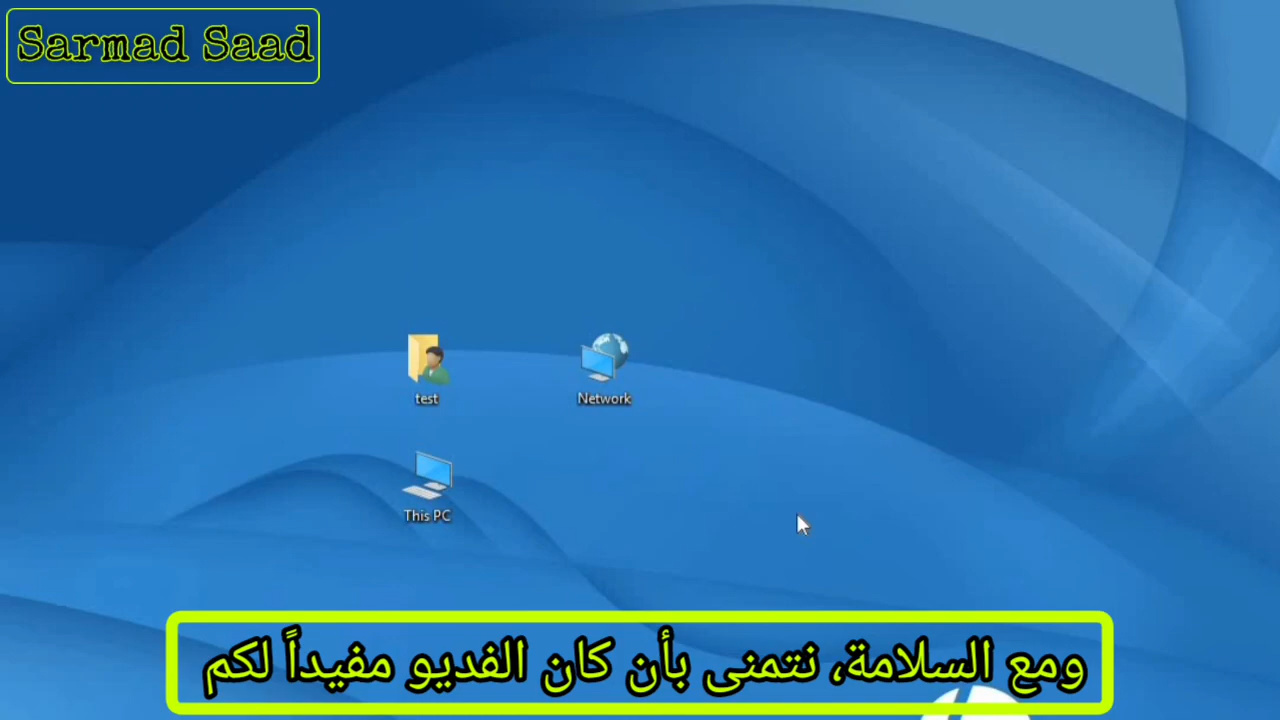 Sarmad Saad
test
Network
This PC
ومع السلامة، نتمنى بأن كان الفديو مفيداً لكم